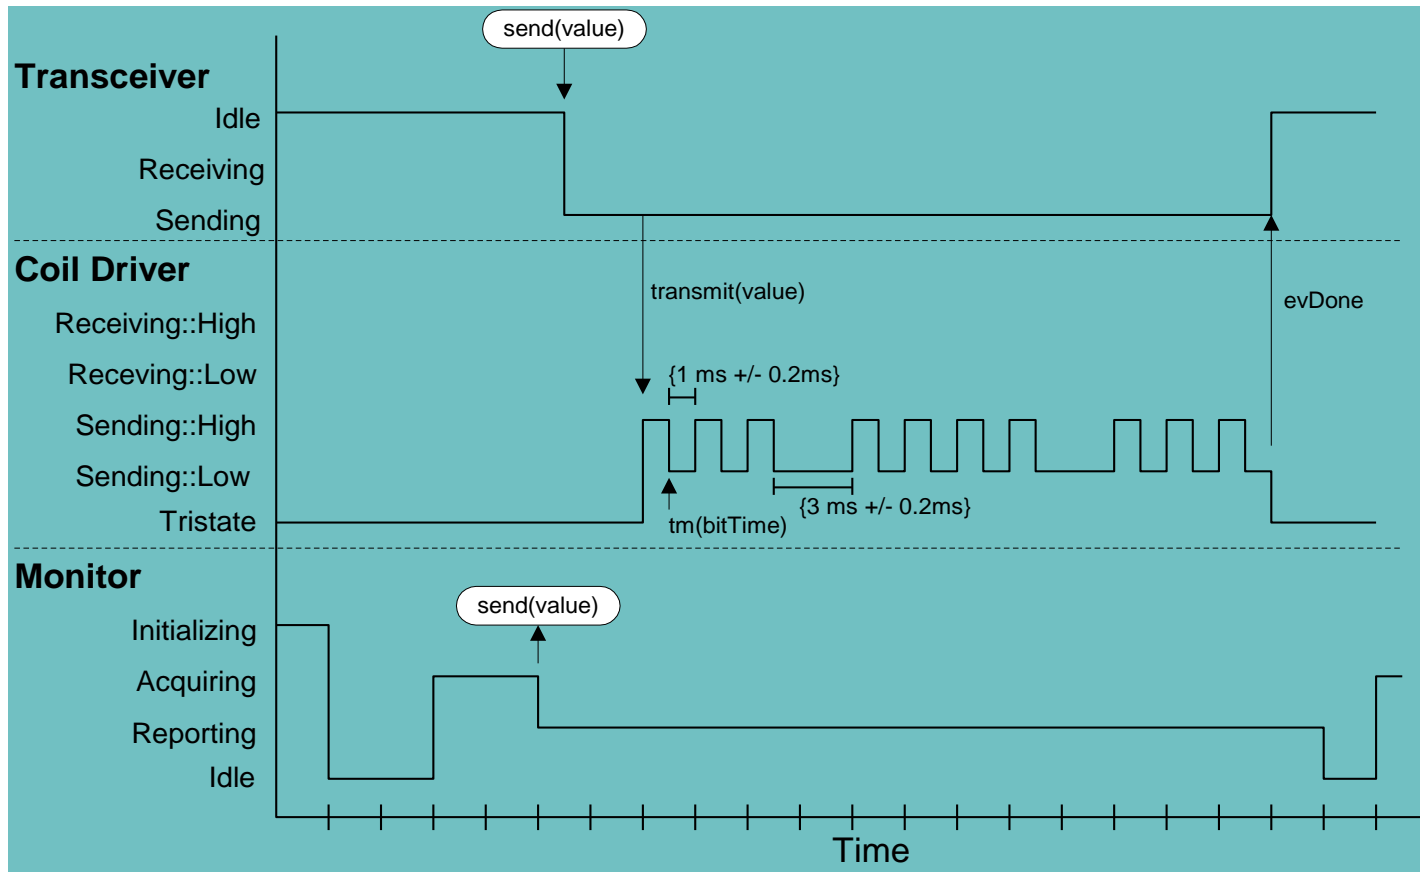 send(value)
Transceiver
Idle
Receiving
Sending
Coil Driver
transmit(value)
evDone
Receiving::High
Receving::Low
{1 ms +/- 0.2ms}
Sending::High
Sending::Low
{3 ms +/- 0.2ms}
Tristate
tm(bitTime)
Monitor
send(value)
Initializing
Acquiring
Reporting
Idle
Time